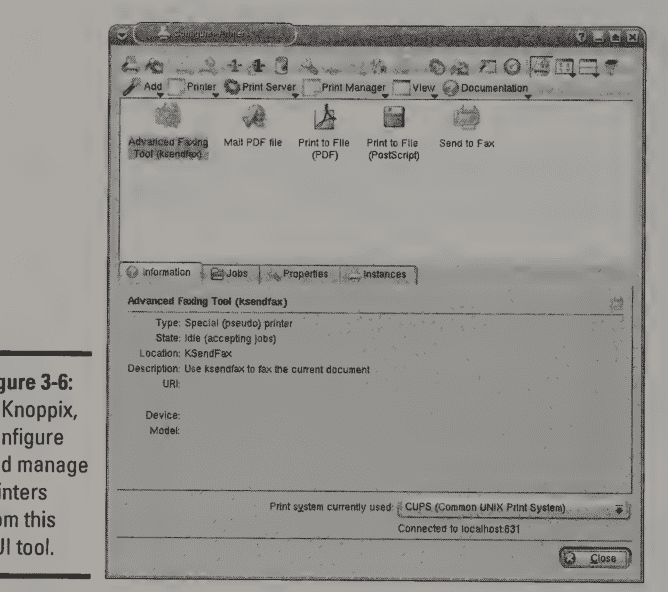 Configure - Printer
Add Printer Print Server Print Manager View Documentation
Advanced Faxing Tool (ksendfax)
Mail PDF file
Print to File (PDF)
Print to File (PostScript)
Send to Fax
Information Jobs Properties Instances
Advanced Faxing Tool (ksendfax)
Type: Special (pseudo) printer
State: Idle (accepting jobs)
Location: KSendFax
Description: Use ksendfax to fax the current document
URI:
Device:
Model:
Print system currently used: CUPS (Common UNIX Print System)
Connected to localhost:631
Close
gure 3-6:
Knoppix,
nfigure
d manage
inters
om this
UI tool.